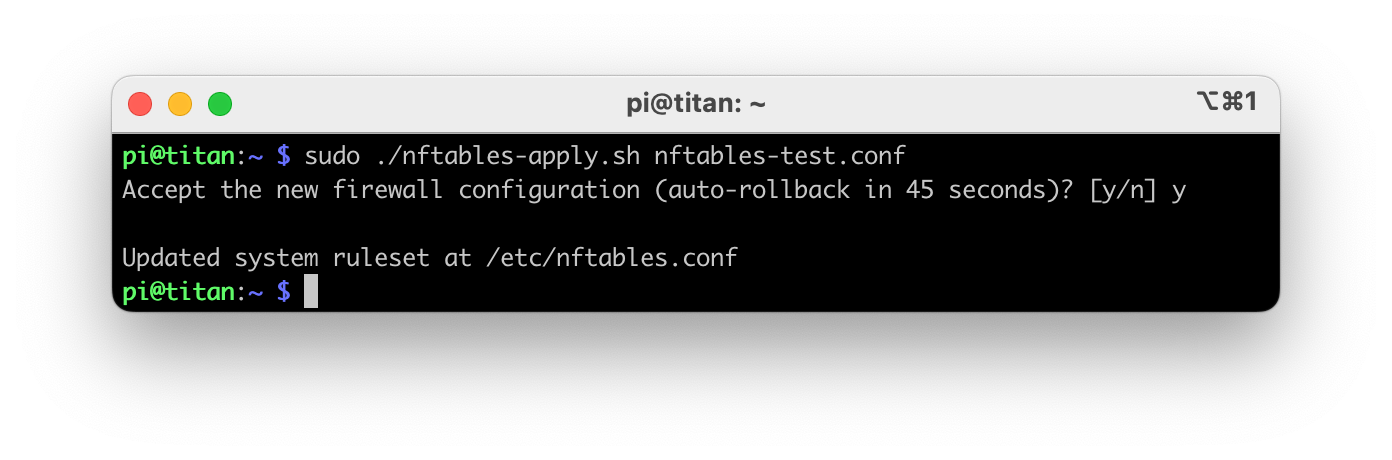 pi@titan: ~
⌥⌘1
pi@titan:~ $ sudo ./nftables-apply.sh nftables-test.conf
Accept the new firewall configuration (auto-rollback in 45 seconds)? [y/n] y
Updated system ruleset at /etc/nftables.conf
pi@titan:~ $